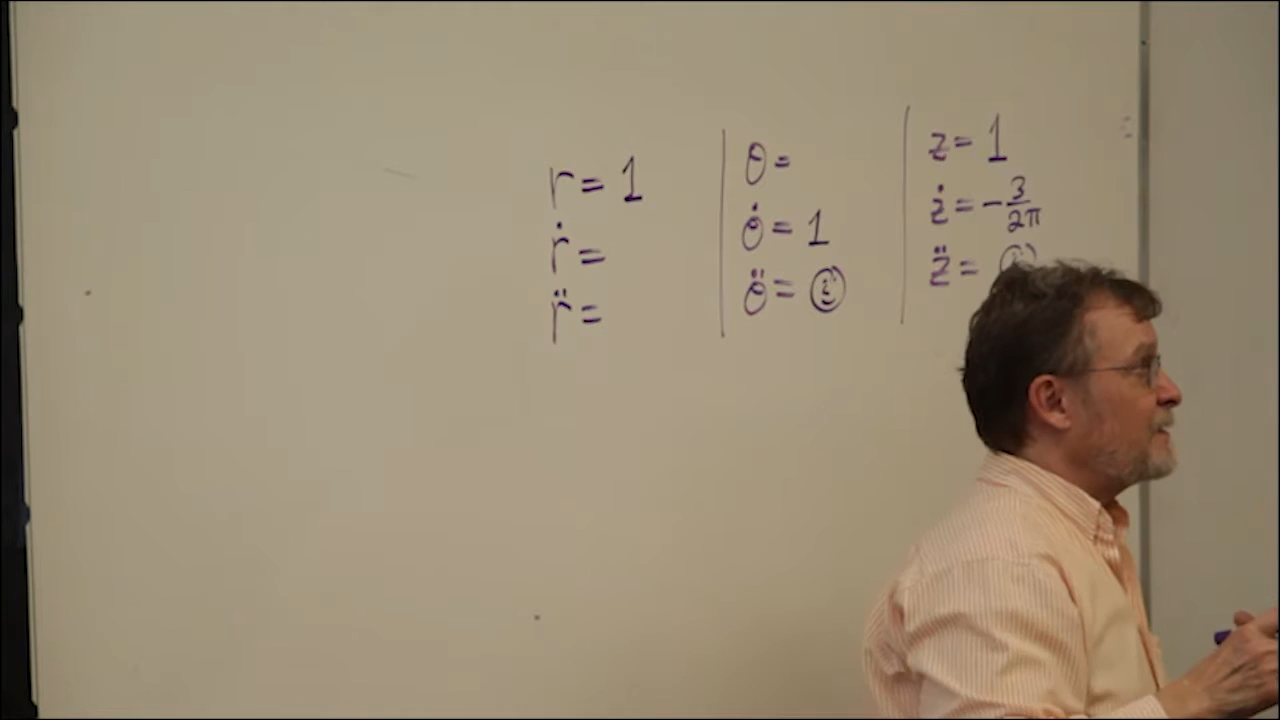 r = 1
ṙ =
r̈ =
θ =
θ̇ = 1
θ̈ = ☺
z = 1
ż = -3/2π
z̈ =